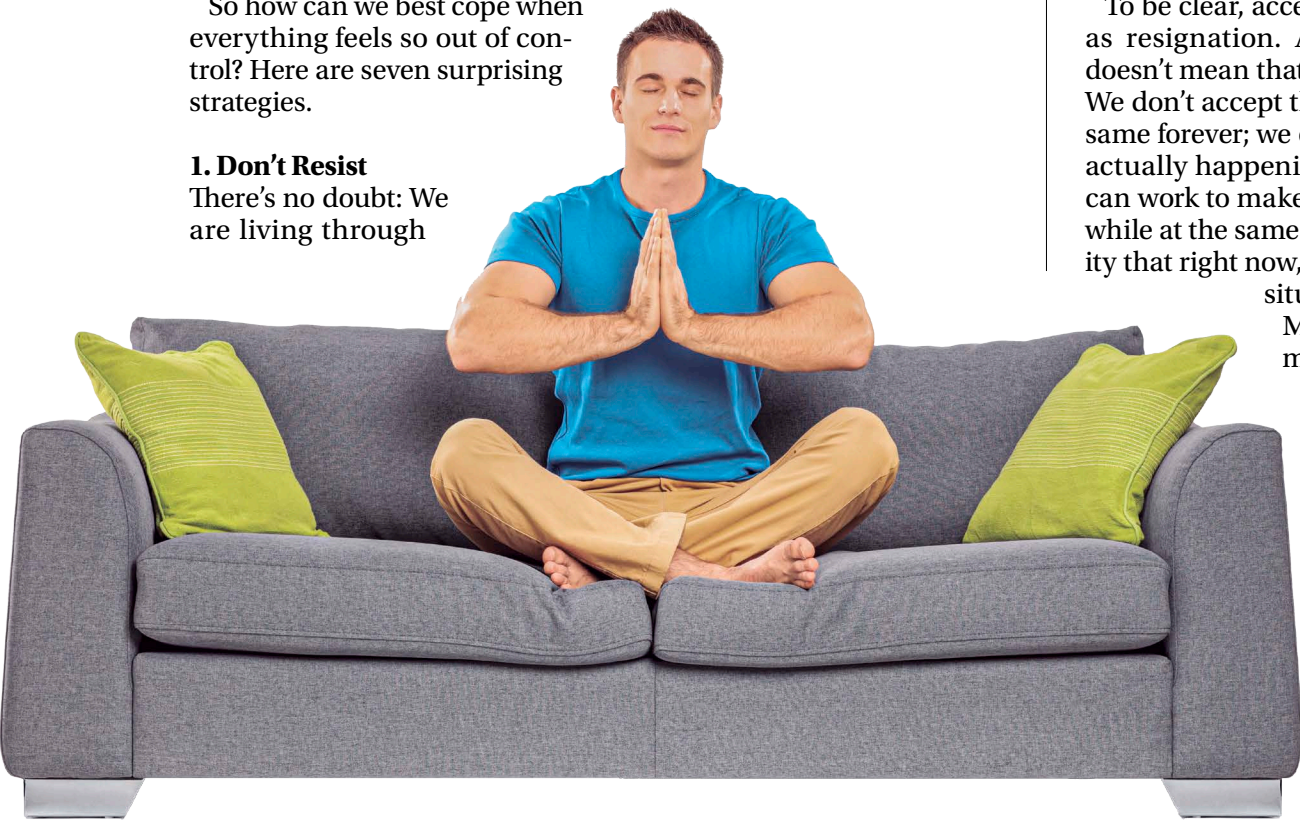 So how can we best cope when
everything feels so out of con-
trol? Here are seven surprising
strategies.
1. Don’t Resist
There’s no doubt: We
are living through
To be clear, acce
as resignation. A
doesn’t mean that
We don’t accept t
same forever; we
actually happeni
can work to make
while at the same
ity that right now,
situ
M
m